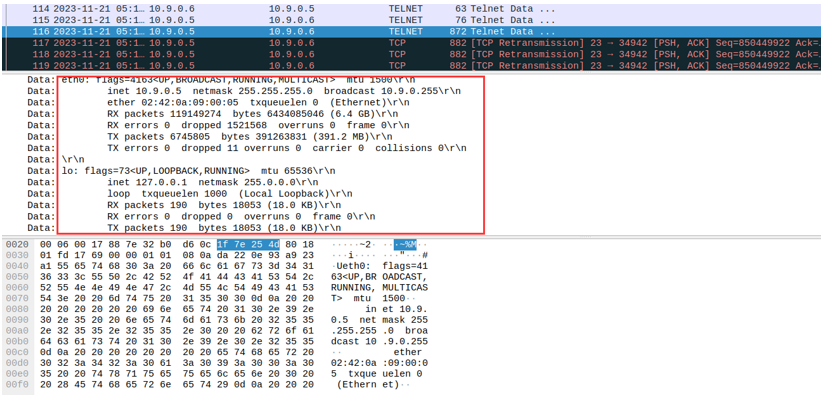 114 2023-11-21 05:1… 10.9.0.6 10.9.0.5 TELNET 63 Telnet Data ...
115 2023-11-21 05:1… 10.9.0.5 10.9.0.6 TELNET 76 Telnet Data ...
116 2023-11-21 05:1… 10.9.0.5 10.9.0.6 TELNET 872 Telnet Data ...
117 2023-11-21 05:1… 10.9.0.5 10.9.0.6 TCP 882 [TCP Retransmission] 23 → 34942 [PSH, ACK] Seq=850449922 Ack=…
118 2023-11-21 05:1… 10.9.0.5 10.9.0.6 TCP 882 [TCP Retransmission] 23 → 34942 [PSH, ACK] Seq=850449922 Ack=…
119 2023-11-21 05:1… 10.9.0.5 10.9.0.6 TCP 882 [TCP Retransmission] 23 → 34942 [PSH, ACK] Seq=850449922 Ack=…
Data: eth0: flags=4163<UP,BROADCAST,RUNNING,MULTICAST> mtu 1500\r\n
Data: inet 10.9.0.5 netmask 255.255.255.0 broadcast 10.9.0.255\r\n
Data: ether 02:42:0a:09:00:05 txqueuelen 0 (Ethernet)\r\n
Data: RX packets 119149274 bytes 6434085046 (6.4 GB)\r\n
Data: RX errors 0 dropped 1521568 overruns 0 frame 0\r\n
Data: TX packets 6745805 bytes 391263831 (391.2 MB)\r\n
Data: TX errors 0 dropped 11 overruns 0 carrier 0 collisions 0\r\n
Data: \r\n
Data: lo: flags=73<UP,LOOPBACK,RUNNING> mtu 65536\r\n
Data: inet 127.0.0.1 netmask 255.0.0.0\r\n
Data: loop txqueuelen 1000 (Local Loopback)\r\n
Data: RX packets 190 bytes 18053 (18.0 KB)\r\n
Data: RX errors 0 dropped 0 overruns 0 frame 0\r\n
Data: TX packets 190 bytes 18053 (18.0 KB)\r\n
0020 00 06 00 17 88 7e 32 b0 d6 0c 1f 7e 25 4d 80 18 ·····~2· ···~%M··
0030 01 fd 17 69 00 00 01 01 08 0a da 22 0e 93 a9 23 ···i···· ···"···#
0040 a1 55 65 74 68 30 3a 20 66 6c 61 67 73 3d 34 31 ·Ueth0: flags=41
0050 36 33 3c 55 50 2c 42 52 4f 41 44 43 41 53 54 2c 63<UP,BR OADCAST,
0060 52 55 4e 4e 49 4e 47 2c 4d 55 4c 54 49 43 41 53 RUNNING, MULTICAS
0070 54 3e 20 20 6d 74 75 20 31 35 30 30 0d 0a 20 20 T> mtu 1500··
0080 20 20 20 20 20 20 69 6e 65 74 20 31 30 2e 39 2e in et 10.9.
0090 30 2e 35 20 20 6e 65 74 6d 61 73 6b 20 32 35 35 0.5 net mask 255
00a0 2e 32 35 35 2e 32 35 35 2e 30 20 20 62 72 6f 61 .255.255 .0 broa
00b0 64 63 61 73 74 20 31 30 2e 39 2e 30 2e 32 35 35 dcast 10 .9.0.255
00c0 0d 0a 20 20 20 20 20 20 20 20 65 74 68 65 72 20 ·· ether
00d0 30 32 3a 34 32 3a 30 61 3a 30 39 3a 30 30 3a 30 02:42:0a :09:00:0
00e0 35 20 20 74 78 71 75 65 75 65 6c 65 6e 20 30 20 5 txque uelen 0
00f0 20 28 45 74 68 65 72 6e 65 74 29 0d 0a 20 20 20 (Ethern et)··